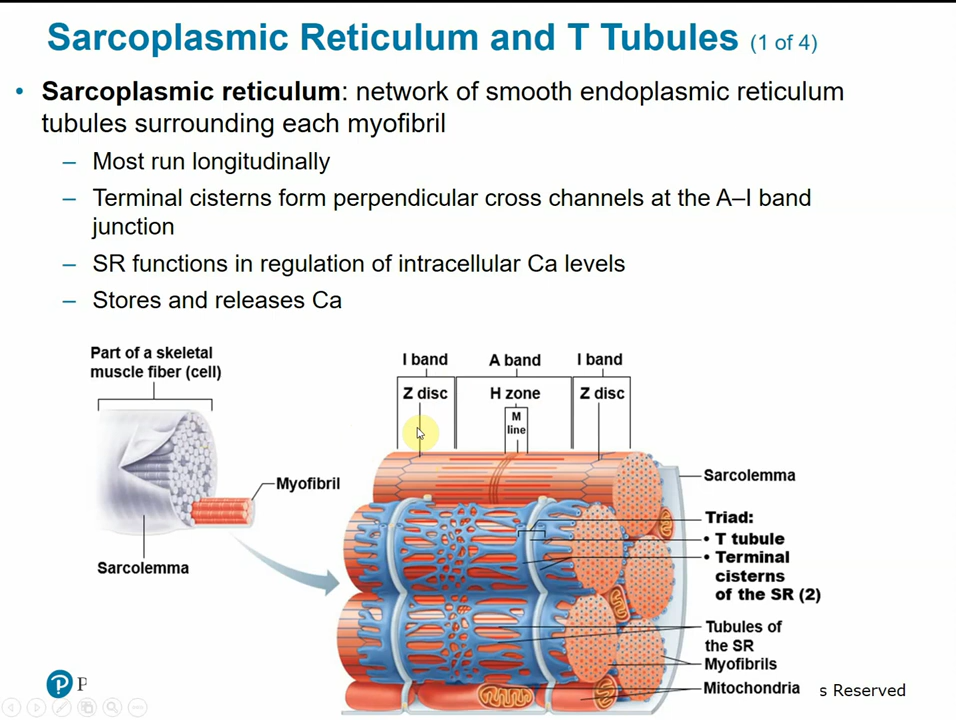 Sarcoplasmic Reticulum and T Tubules (1 of 4)
• Sarcoplasmic reticulum: network of smooth endoplasmic reticulum
tubules surrounding each myofibril
– Most run longitudinally
– Terminal cisterns form perpendicular cross channels at the A–I band
junction
– SR functions in regulation of intracellular Ca levels
– Stores and releases Ca
Part of a skeletal
muscle fiber (cell)
Myofibril
Sarcolemma
I band A band I band
Z disc H zone Z disc
M
line
Sarcolemma
Triad:
• T tubule
• Terminal
cisterns
of the SR (2)
Tubules of
the SR
Myofibrils
Mitochondria
P
s Reserved